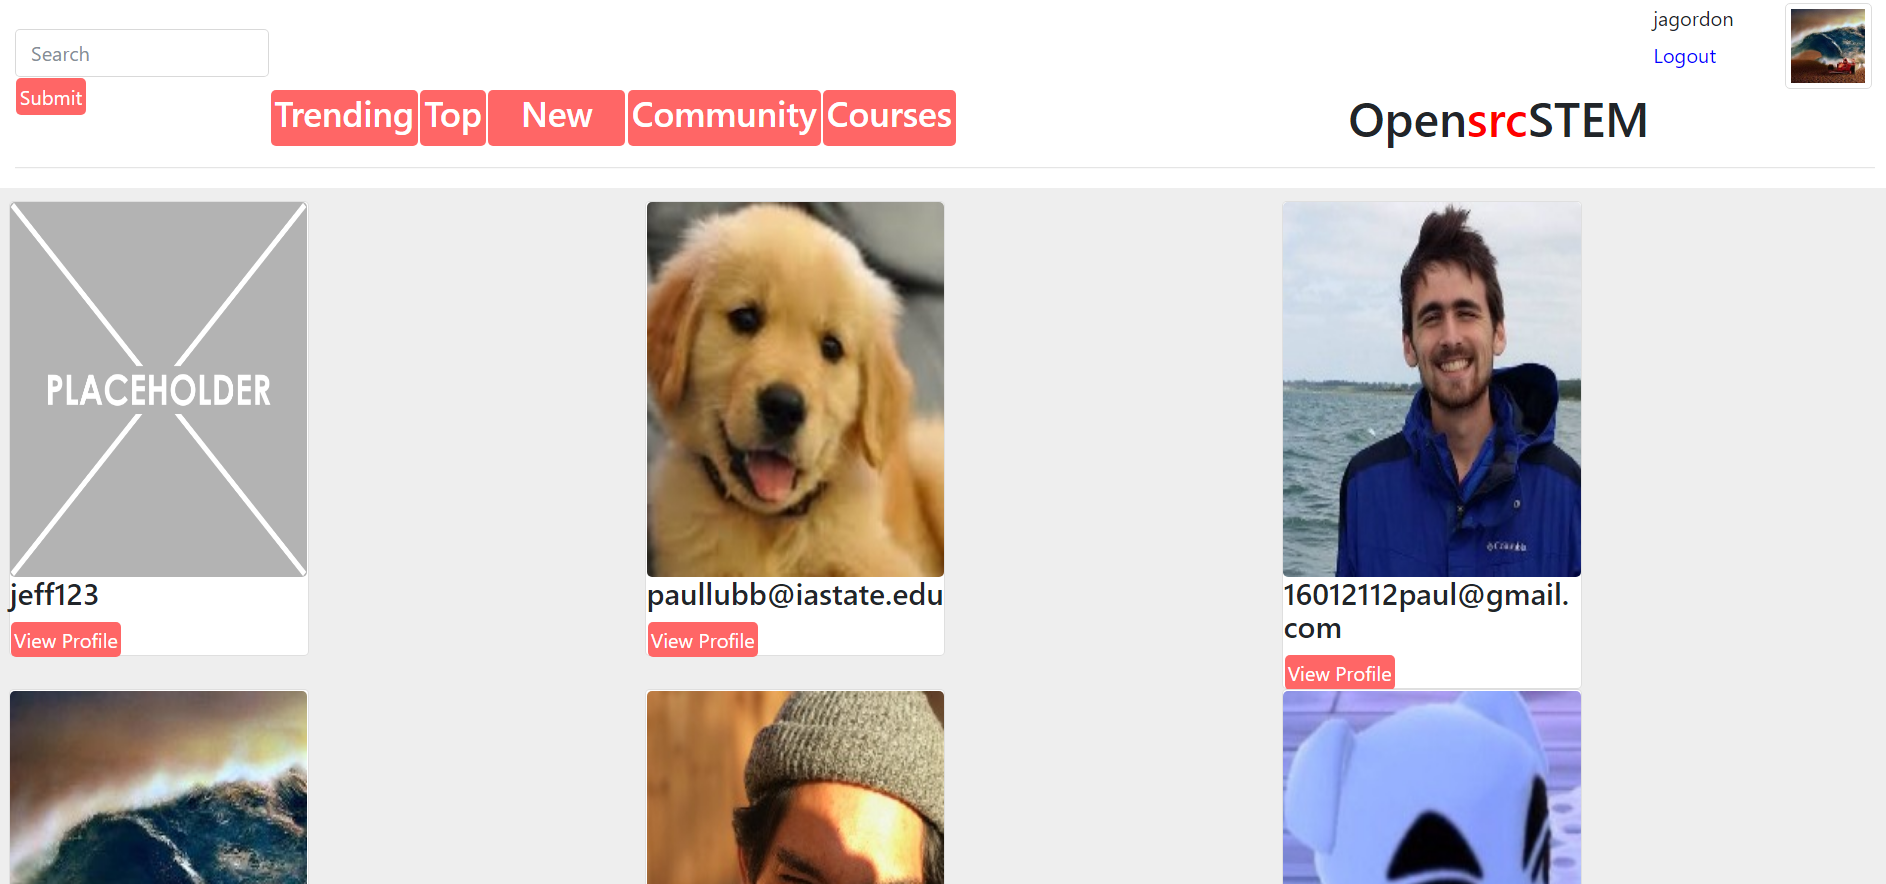 Search
Submit
Trending Top New Community Courses
jagordon
Logout
OpensrcSTEM
PLACEHOLDER
jeff123
View Profile
paullubb@iastate.edu
View Profile
16012112paul@gmail.
com
View Profile
Columbia